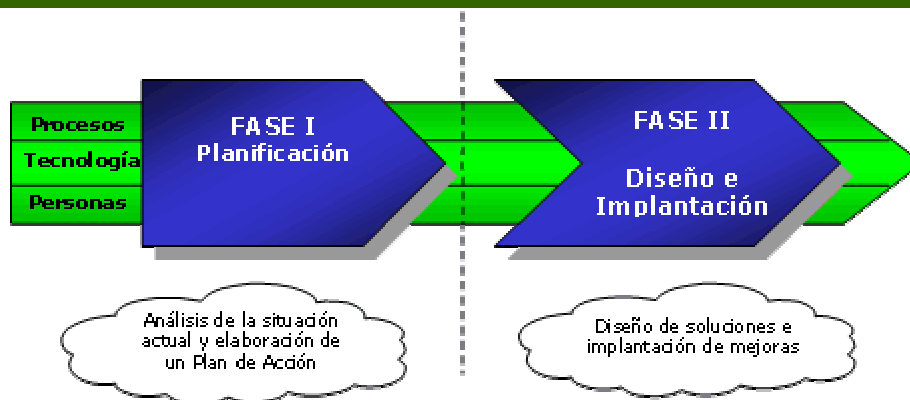 Procesos
Tecnología
Personas
FASE I
Planificación
FASE II
Diseño e
Implantación
Análisis de la situación
actual y elaboración de
un Plan de Acción
Diseño de soluciones e
implantación de mejoras